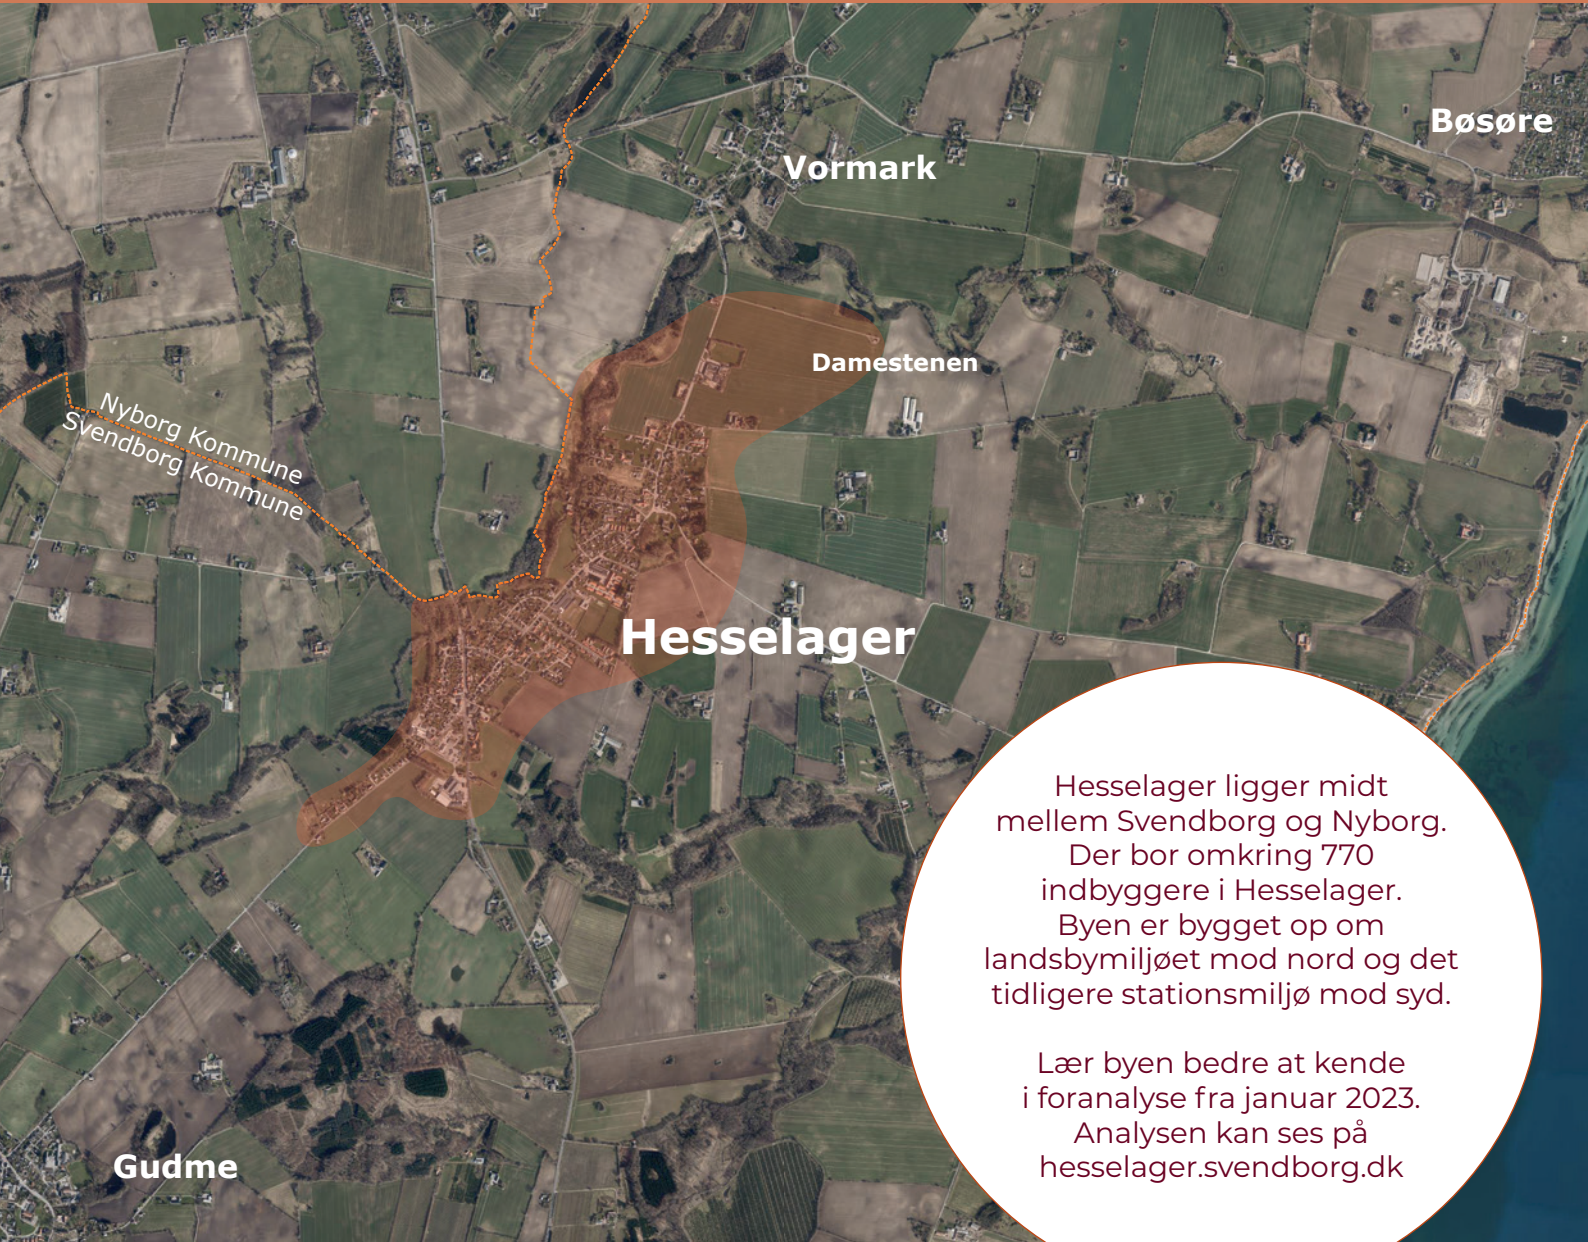 Bøsøre
Vormark
Damestenen
Nyborg Kommune
Svendborg Kommune
Hesselager
Gudme
Hesselager ligger midt
mellem Svendborg og Nyborg.
Der bor omkring 770
indbyggere i Hesselager.
Byen er bygget op om
landsbymiljøet mod nord og det
tidligere stationsmiljø mod syd.
Lær byen bedre at kende
i foranalyse fra januar 2023.
Analysen kan ses på
hesselager.svendborg.dk